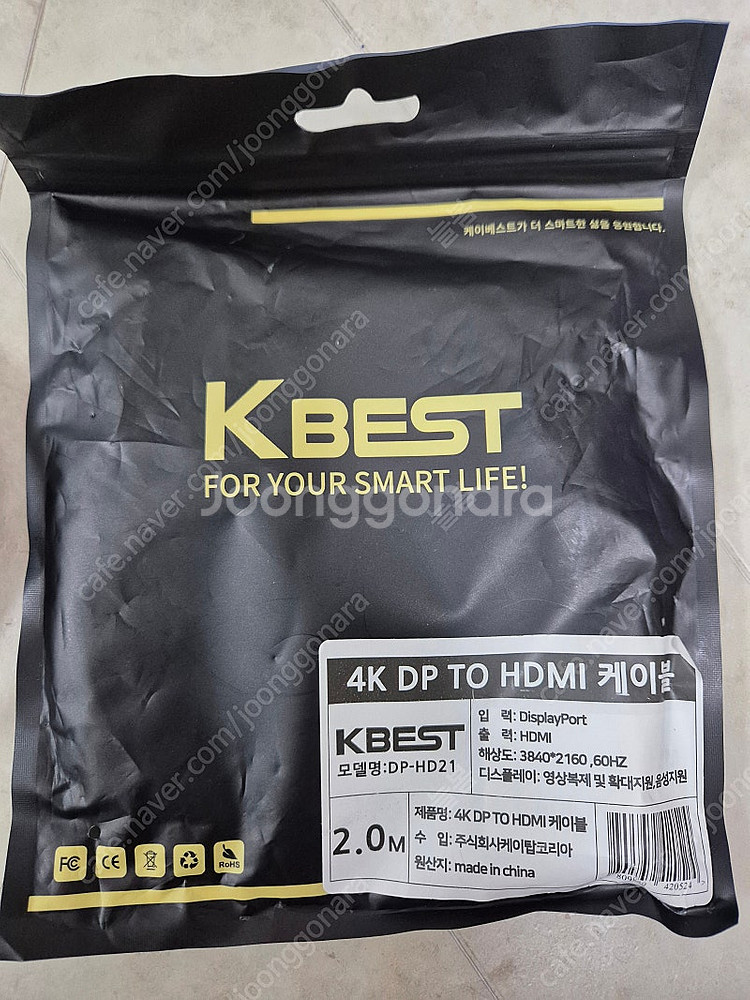 케이베스트가 더 스마트한 삶을 응원합니다.
KBEST
FOR YOUR SMART LIFE!
Joonggonara
4K DP TO HDMI 케이블
KBEST
모델명:DP-HD21
입 력: DisplayPort
출 력: HDMI
해상도: 3840*2160 ,60HZ
디스플레이: 영상복제 및 확대지원,음성지원
2.0M
제품명: 4K DP TO HDMI 케이블
수 입: 주식회사케이탑코리아
원산지: made in china
420524
FC CE RoHS
cafe.naver.com/joonggonara